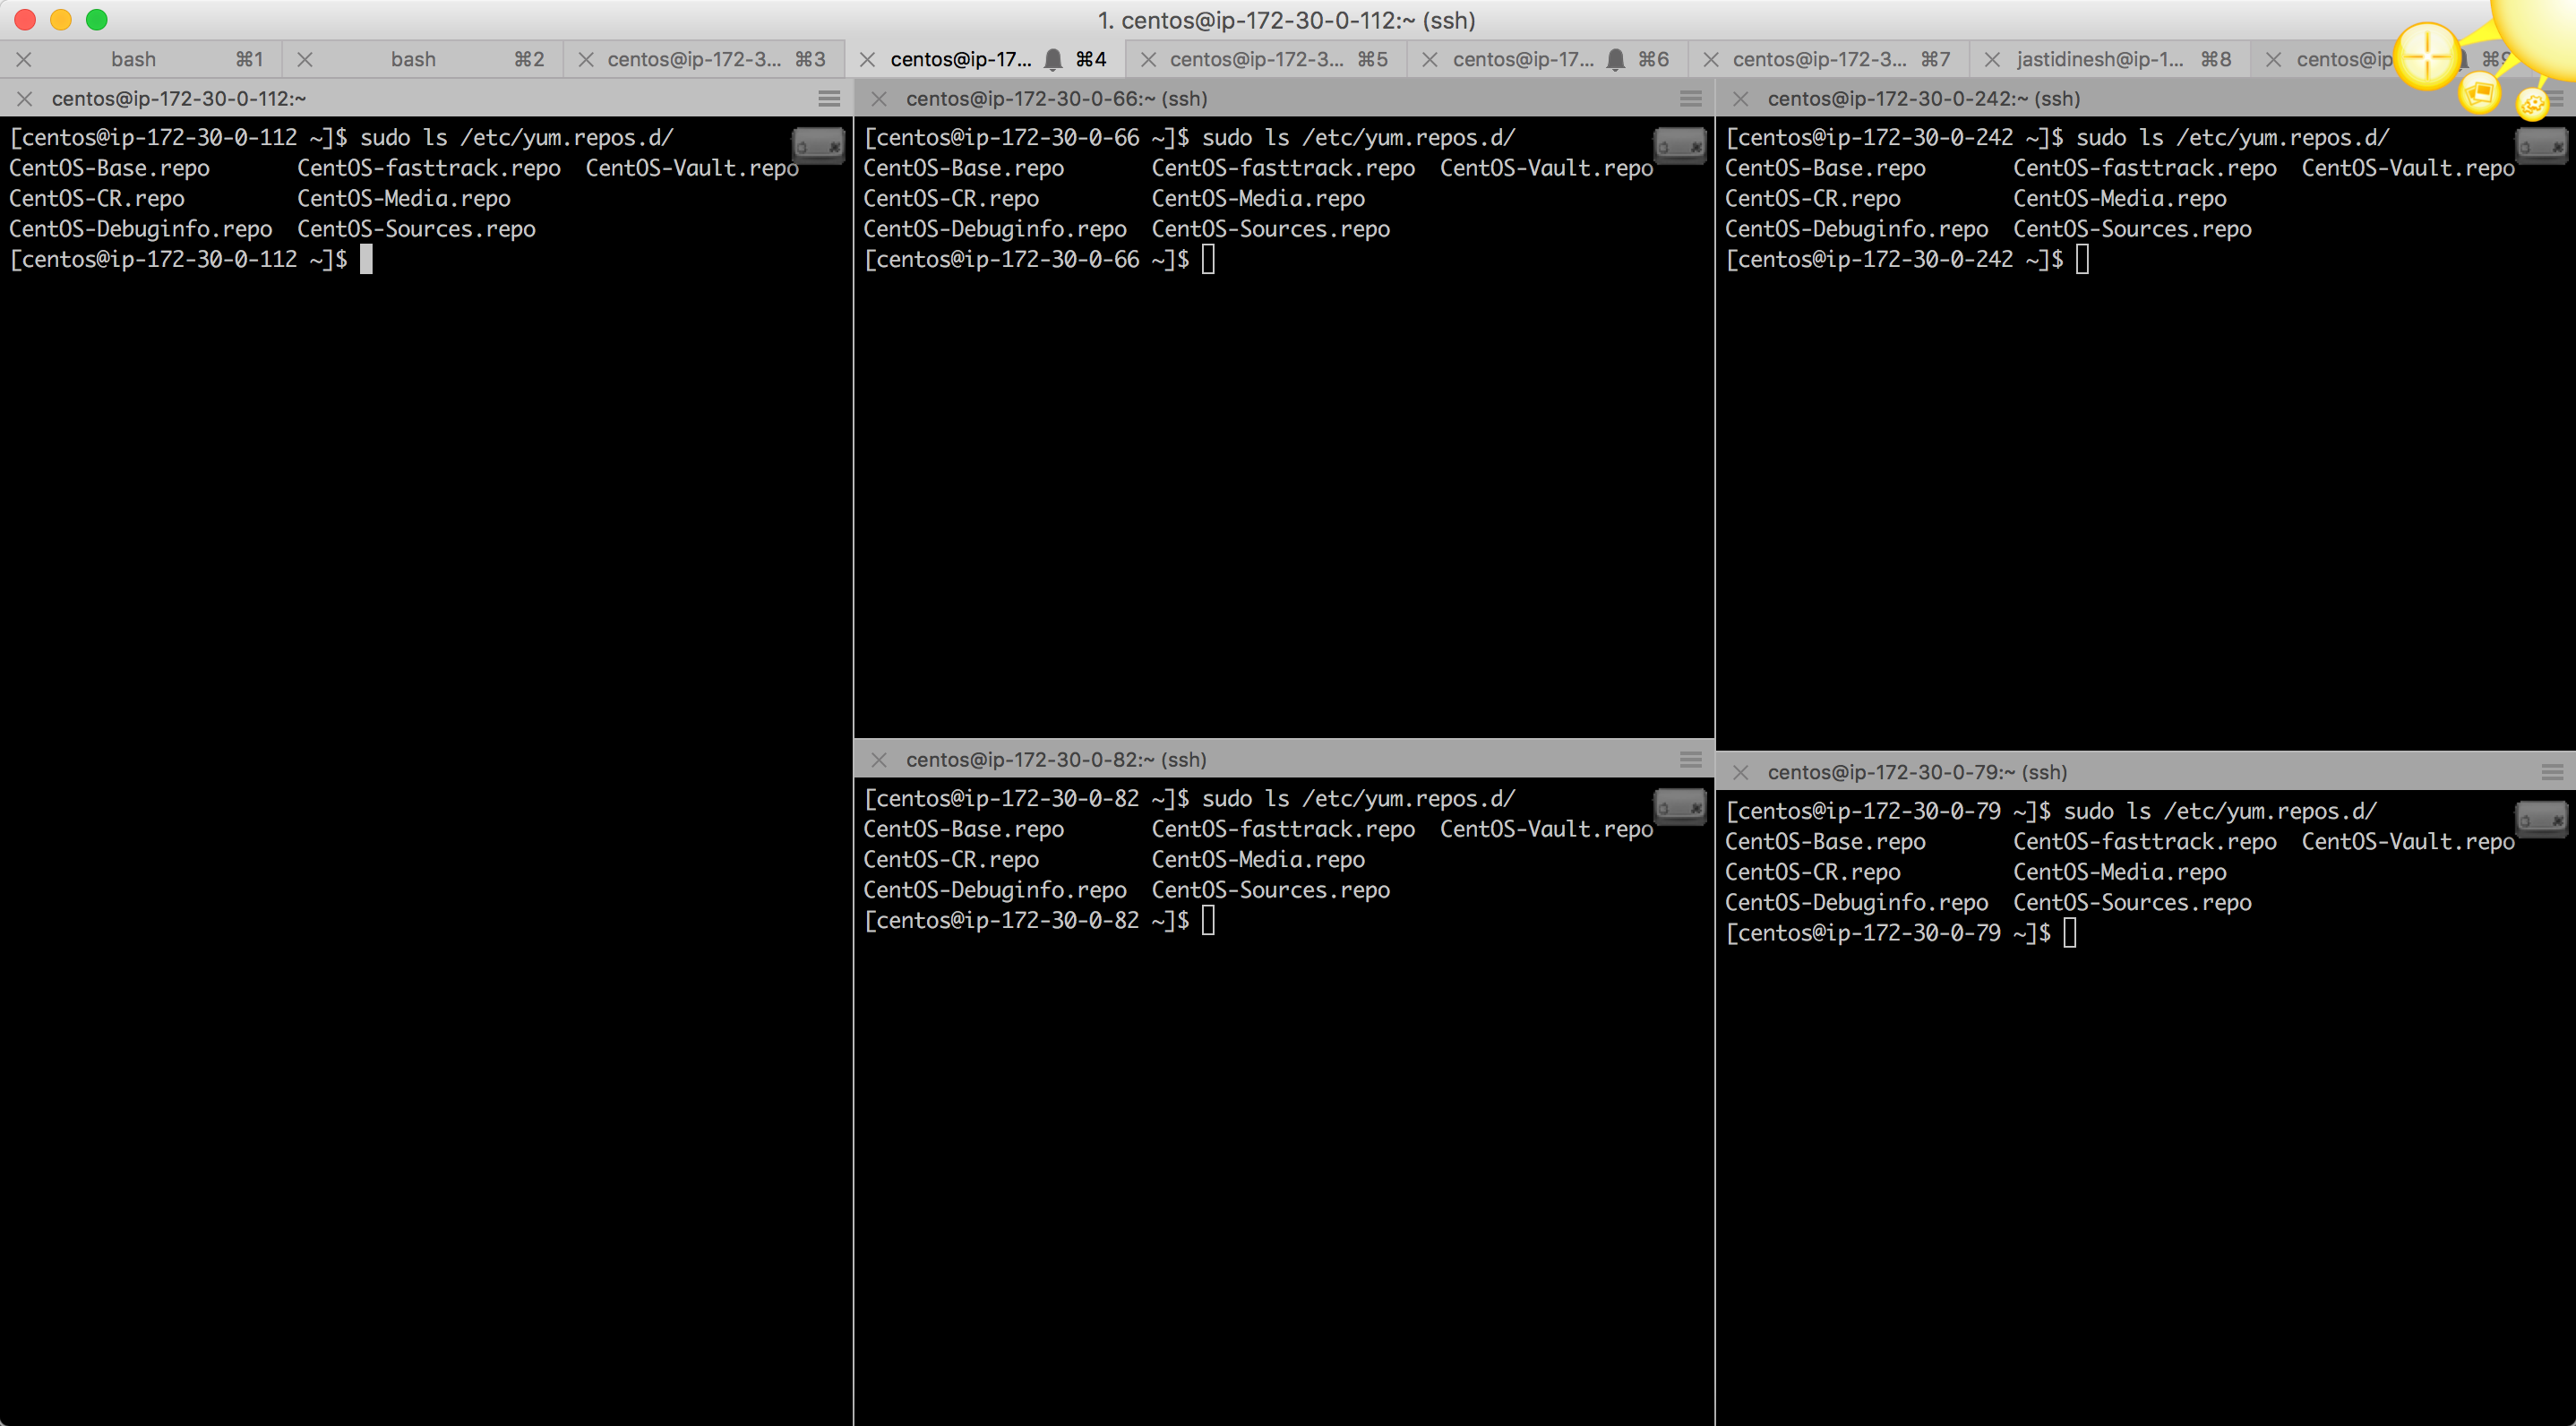 1. centos@ip-172-30-0-112:~ (ssh)
bash ⌘1 bash ⌘2 centos@ip-172-3... ⌘3 centos@ip-17... ⌘4 centos@ip-172-3... ⌘5 centos@ip-17... ⌘6 centos@ip-172-3... ⌘7 jastidinesh@ip-1... ⌘8 centos@ip
centos@ip-172-30-0-112:~
[centos@ip-172-30-0-112 ~]$ sudo ls /etc/yum.repos.d/
CentOS-Base.repo CentOS-fasttrack.repo CentOS-Vault.repo
CentOS-CR.repo CentOS-Media.repo
CentOS-Debuginfo.repo CentOS-Sources.repo
[centos@ip-172-30-0-112 ~]$
centos@ip-172-30-0-66:~ (ssh)
[centos@ip-172-30-0-66 ~]$ sudo ls /etc/yum.repos.d/
CentOS-Base.repo CentOS-fasttrack.repo CentOS-Vault.repo
CentOS-CR.repo CentOS-Media.repo
CentOS-Debuginfo.repo CentOS-Sources.repo
[centos@ip-172-30-0-66 ~]$
centos@ip-172-30-0-82:~ (ssh)
[centos@ip-172-30-0-82 ~]$ sudo ls /etc/yum.repos.d/
CentOS-Base.repo CentOS-fasttrack.repo CentOS-Vault.repo
CentOS-CR.repo CentOS-Media.repo
CentOS-Debuginfo.repo CentOS-Sources.repo
[centos@ip-172-30-0-82 ~]$
centos@ip-172-30-0-242:~ (ssh)
[centos@ip-172-30-0-242 ~]$ sudo ls /etc/yum.repos.d/
CentOS-Base.repo CentOS-fasttrack.repo CentOS-Vault.repo
CentOS-CR.repo CentOS-Media.repo
CentOS-Debuginfo.repo CentOS-Sources.repo
[centos@ip-172-30-0-242 ~]$
centos@ip-172-30-0-79:~ (ssh)
[centos@ip-172-30-0-79 ~]$ sudo ls /etc/yum.repos.d/
CentOS-Base.repo CentOS-fasttrack.repo CentOS-Vault.repo
CentOS-CR.repo CentOS-Media.repo
CentOS-Debuginfo.repo CentOS-Sources.repo
[centos@ip-172-30-0-79 ~]$